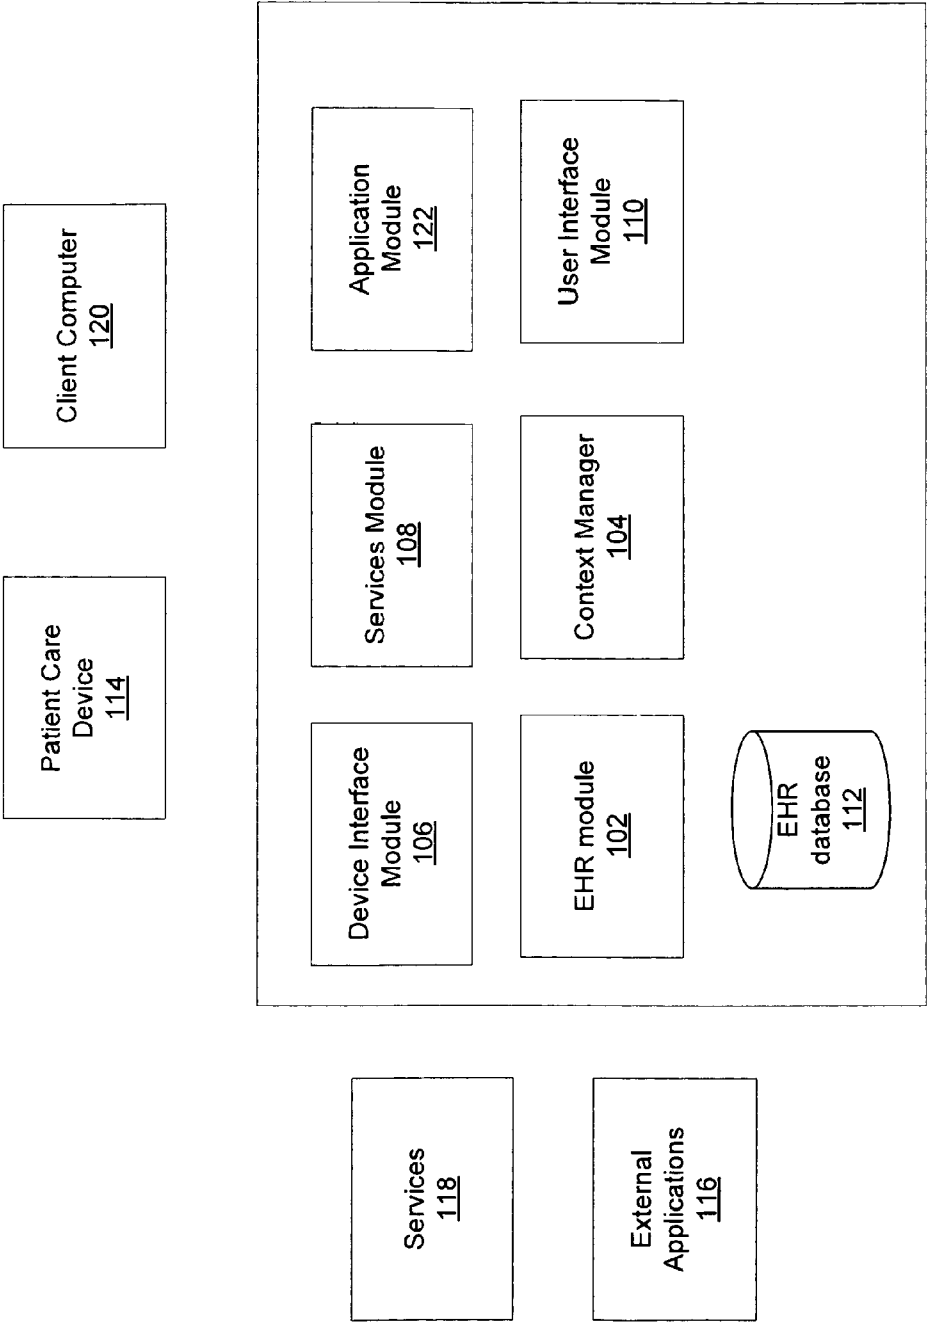 Patient Care
Device
114
Client Computer
120
Services
118
Device Interface
Module
106
Services Module
108
Application
Module
122
External
Applications
116
EHR module
102
Context Manager
104
User Interface
Module
110
EHR
database
112